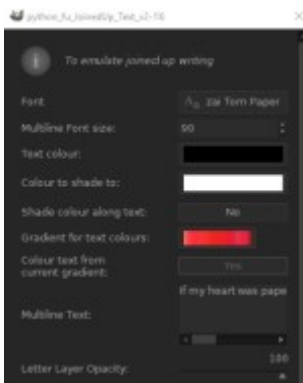 python_fu_JoinedUp_Text_v2-10
To emulate joined up writing
Font
Aa zai Torn Paper
Multiline Font size:
90
Text colour:
Colour to shade to:
Shade colour along text:
No
Gradient for text colours:
Colour text from
current gradient:
Yes
If my heart was pape
Multiline Text:
100
Letter Layer Opacity: